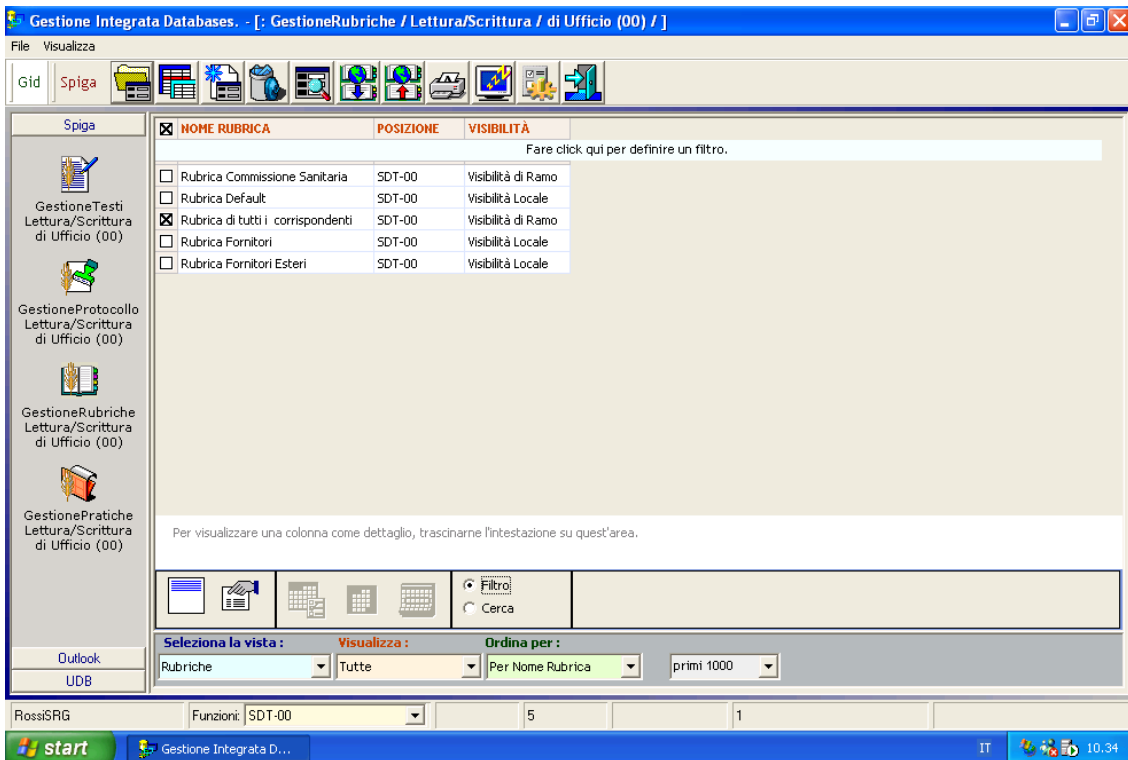 Gestione Integrata Databases. - [: GestioneRubriche / Lettura/Scrittura / di Ufficio (00) / ]
File Visualizza
Gid Spiga
Spiga
GestioneTesti
Lettura/Scrittura
di Ufficio (00)
GestioneProtocollo
Lettura/Scrittura
di Ufficio (00)
GestioneRubriche
Lettura/Scrittura
di Ufficio (00)
GestionePratiche
Lettura/Scrittura
di Ufficio (00)
Outlook
UDB
NOME RUBRICA POSIZIONE VISIBILITÀ
Fare click qui per definire un filtro.
Rubrica Commissione Sanitaria SDT-00 Visibilità di Ramo
Rubrica Default SDT-00 Visibilità Locale
Rubrica di tutti i corrispondenti SDT-00 Visibilità di Ramo
Rubrica Fornitori SDT-00 Visibilità Locale
Rubrica Fornitori Esteri SDT-00 Visibilità Locale
Per visualizzare una colonna come dettaglio, trascinarne l'intestazione su quest'area.
Filtro
Cerca
Seleziona la vista : Visualizza : Ordina per :
Rubriche Tutte Per Nome Rubrica primi 1000
RossiSRG Funzioni: SDT-00 5 1
start Gestione Integrata D... IT 10.34